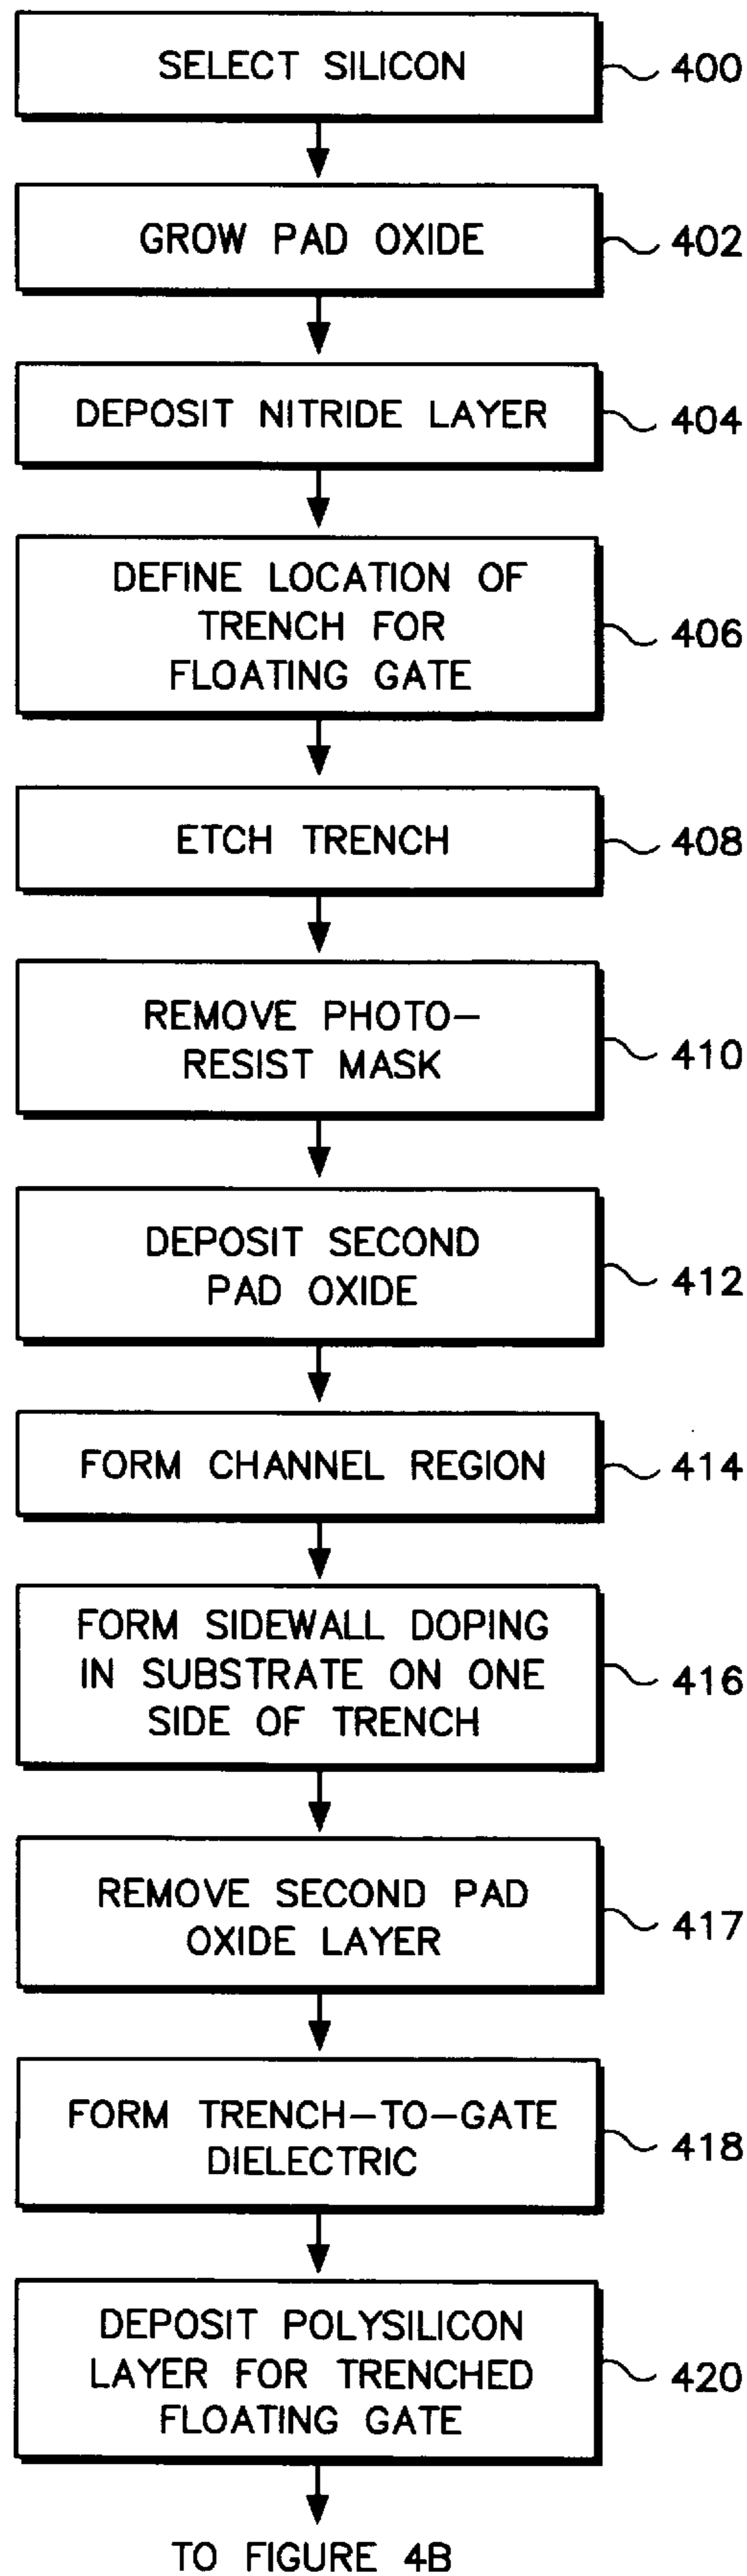 SELECT SILICON
400
GROW PAD OXIDE
402
DEPOSIT NITRIDE LAYER
404
DEFINE LOCATION OF
TRENCH FOR
FLOATING GATE
406
ETCH TRENCH
408
REMOVE PHOTO-
RESIST MASK
410
DEPOSIT SECOND
PAD OXIDE
412
FORM CHANNEL REGION
414
FORM SIDEWALL DOPING
IN SUBSTRATE ON ONE
SIDE OF TRENCH
416
REMOVE SECOND PAD
OXIDE LAYER
417
FORM TRENCH-TO-GATE
DIELECTRIC
418
DEPOSIT POLYSILICON
LAYER FOR TRENCHED
FLOATING GATE
420
TO FIGURE 4B